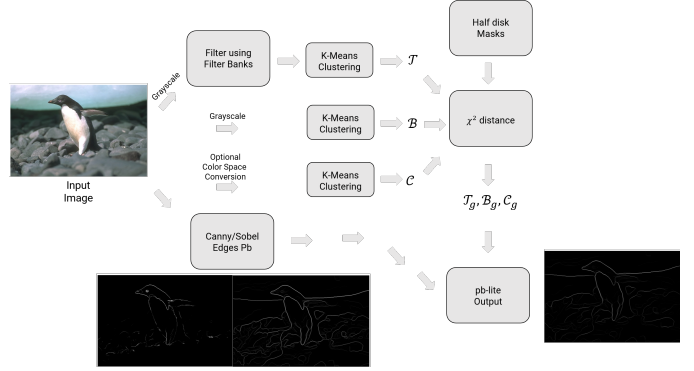 Half disk
Masks
Filter using
Filter Banks
K-Means
Clustering
𝒯
Grayscale
Grayscale
K-Means
Clustering
ℬ
χ² distance
Optional
Color Space
Conversion
K-Means
Clustering
𝒞
Input
Image
𝒯g, ℬg, 𝒞g
Canny/Sobel
Edges Pb
pb-lite
Output